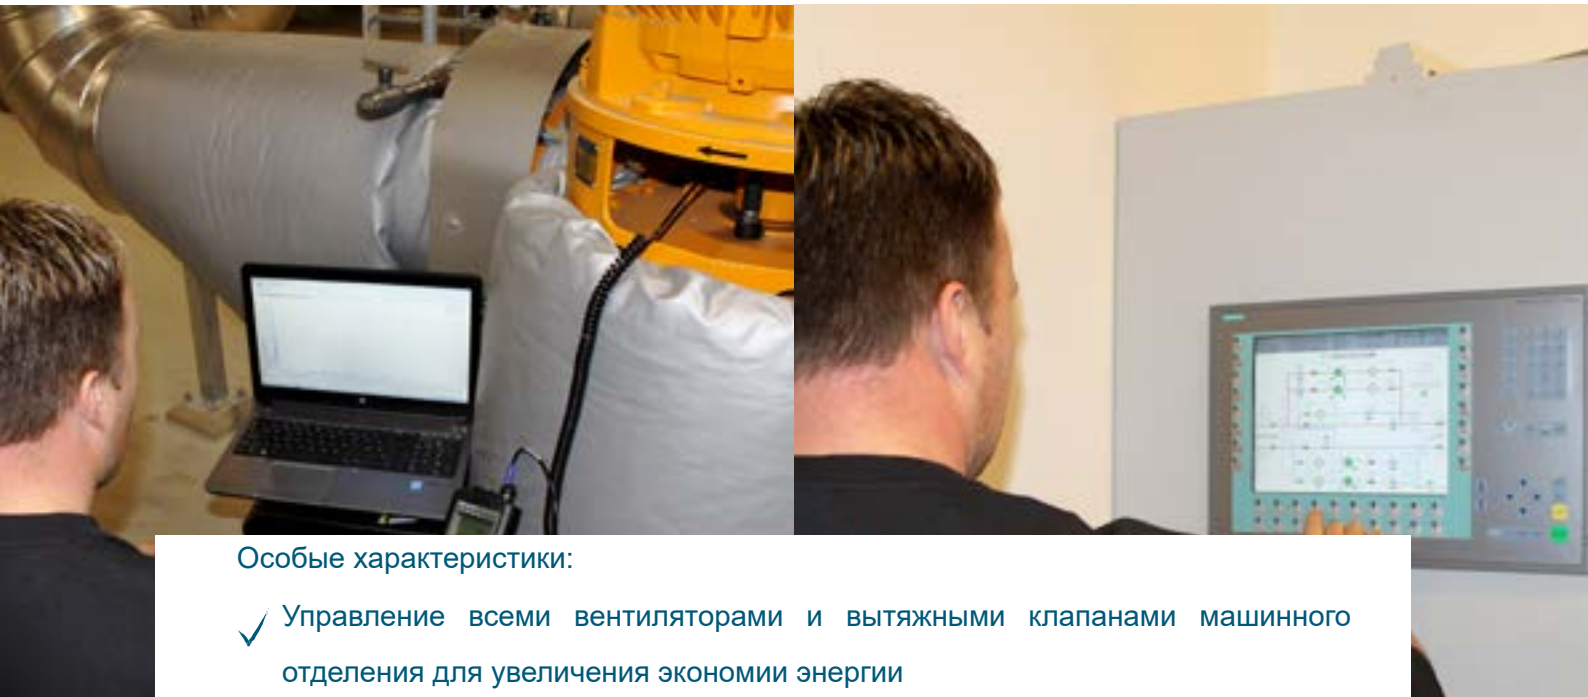 Особые характеристики:
Управление всеми вентиляторами и вытяжными клапанами машинного
отделения для увеличения экономии энергии